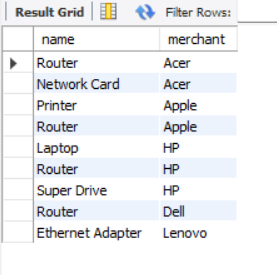 Result Grid Filter Rows:
name merchant
Router Acer
Network Card Acer
Printer Apple
Router Apple
Laptop HP
Router HP
Super Drive HP
Router Dell
Ethernet Adapter Lenovo